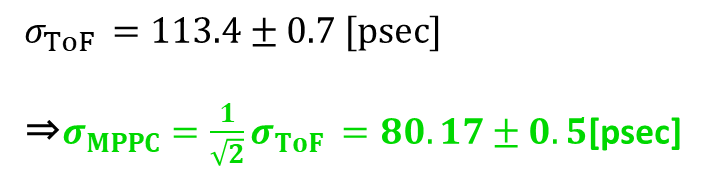 σ_ToF = 113.4 ± 0.7 [psec]
⇒σ_MPPC = 1/√2 σ_ToF = 80.17 ± 0.5[psec]